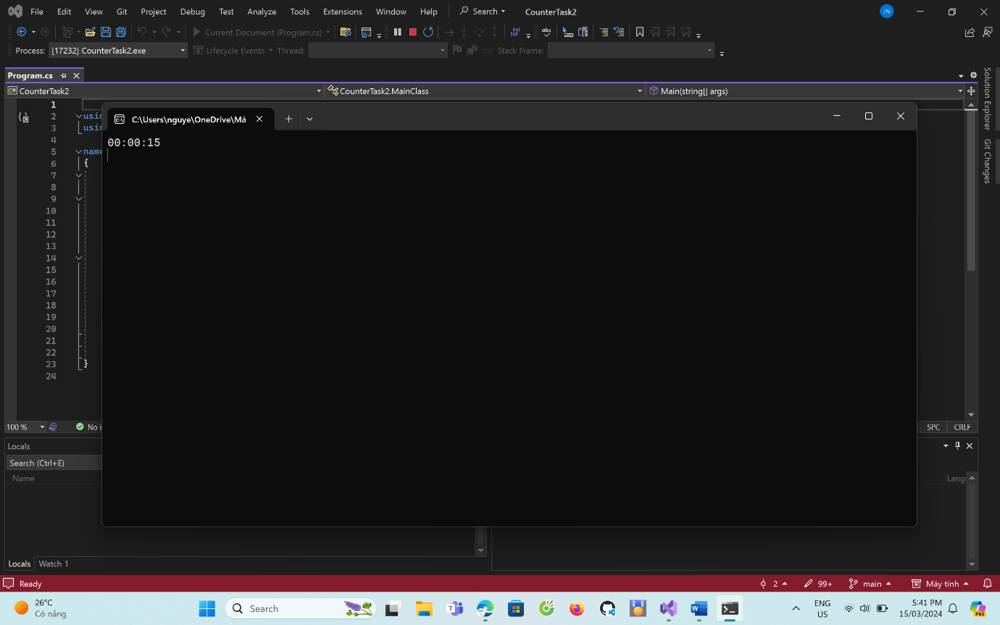 File Edit View Git Project Debug Test Analyze Tools Extensions Window Help Search CounterTask2 JN
Current Document (Program.cs)
Process: [17232] CounterTask2.exe Lifecycle Events Thread: Stack Frame:
Program.cs
CounterTask2 CounterTask2.MainClass Main(string[] args)
1
2 usin
3 usin
4
5 name
6 {
7
8
9
10
11
12
13
14
15
16
17
18
19
20
21
22
23 }
24
C:\Users\nguye\OneDrive\Má
00:00:15
Solution Explorer
Git Changes
100 % No i SPC CRLF
Locals
Search (Ctrl+E)
Name Lang
Locals Watch 1
Ready 2 99+ main Máy tính
26°C
Có nắng
Search
PRE
ENG
US
5:41 PM
15/03/2024